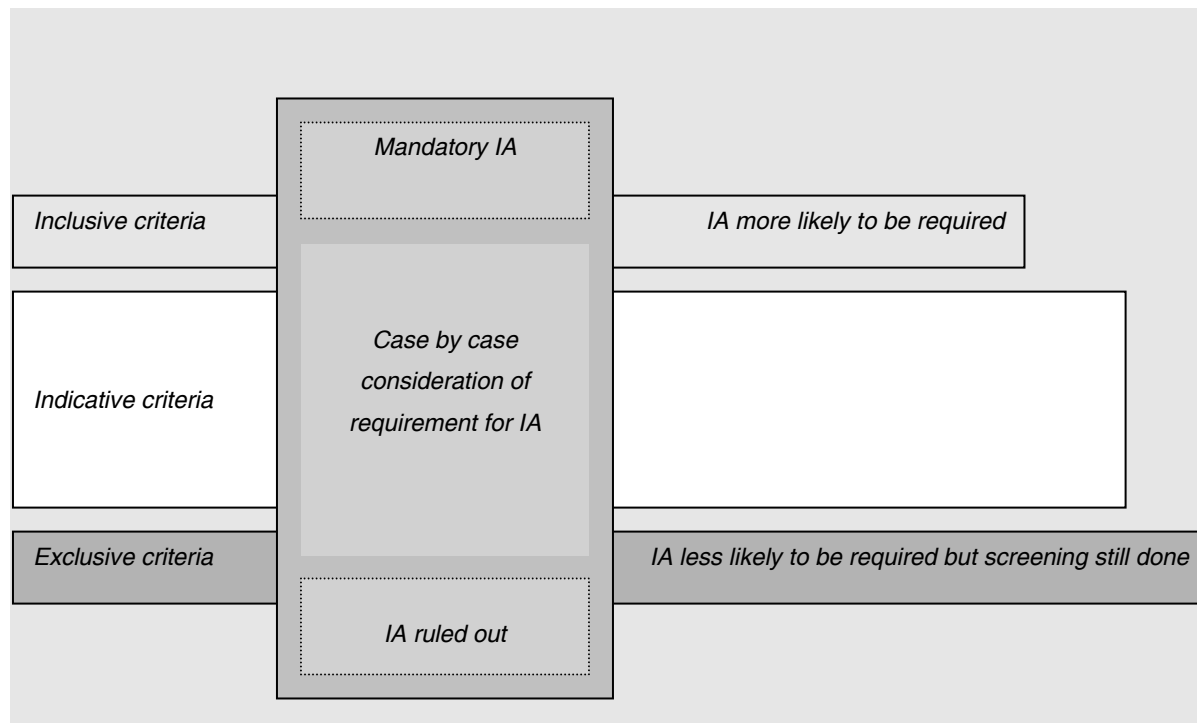 Mandatory IA
Inclusive criteria
IA more likely to be required
Case by case
consideration of
requirement for IA
Indicative criteria
Exclusive criteria
IA less likely to be required but screening still done
IA ruled out